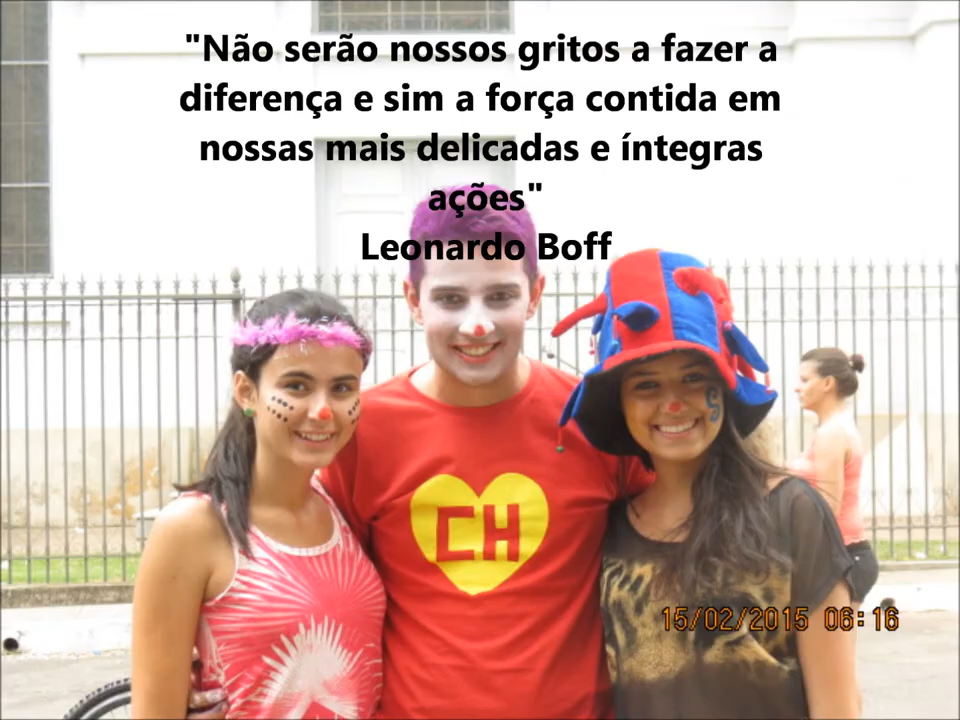 "Não serão nossos gritos a fazer a
diferença e sim a força contida em
nossas mais delicadas e íntegras
ações"
Leonardo Boff
CH
S
15/02/2015 06:16